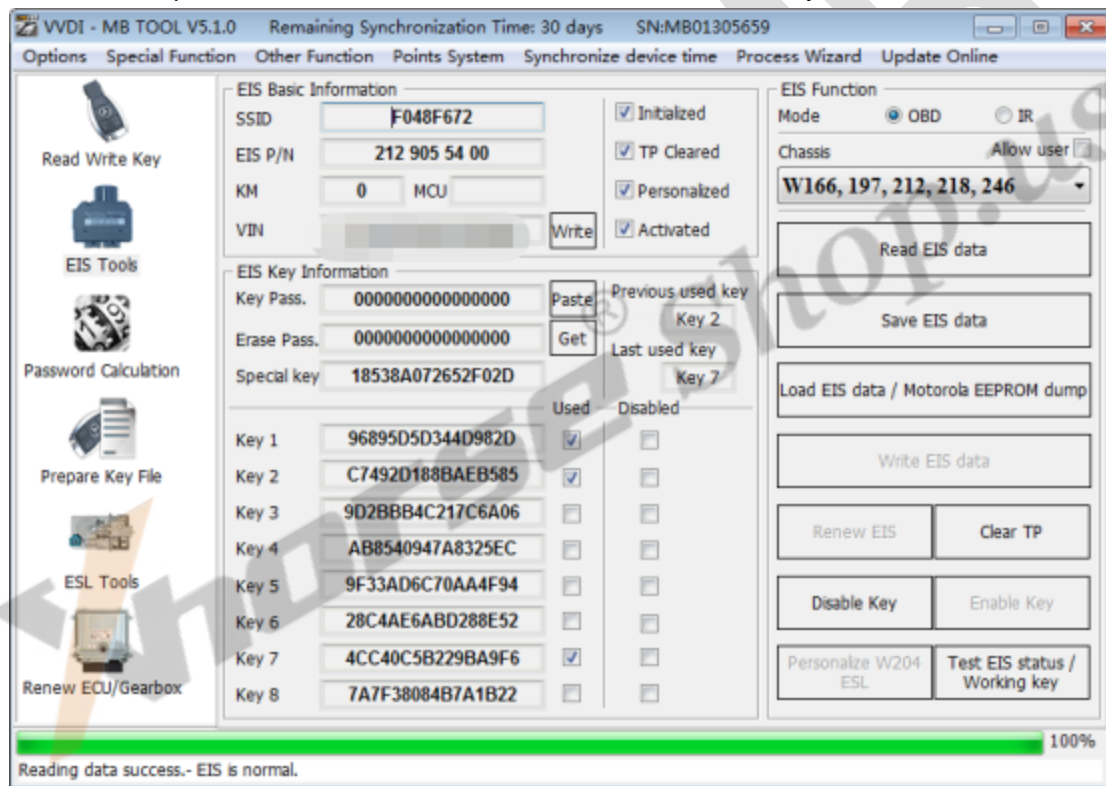 VVDI - MB TOOL V5.1.0 Remaining Synchronization Time: 30 days SN:MB01305659
Options Special Function Other Function Points System Synchronize device time Process Wizard Update Online
Read Write Key
EIS Tools
Password Calculation
Prepare Key File
ESL Tools
Renew ECU/Gearbox
EIS Basic Information
SSID F048F672 Initialized
EIS P/N 212 905 54 00 TP Cleared
KM 0 MCU Personalized
VIN Write Activated
EIS Key Information
Key Pass. 0000000000000000 Paste Previous used key
Key 2
Erase Pass. 0000000000000000 Get Last used key
Special key 18538A072652F02D Key 7
Used Disabled
Key 1 96895D5D344D982D
Key 2 C7492D188BAEB585
Key 3 9D2BBB4C217C6A06
Key 4 AB8540947A8325EC
Key 5 9F33AD6C70AA4F94
Key 6 28C4AE6ABD288E52
Key 7 4CC40C5B229BA9F6
Key 8 7A7F38084B7A1B22
EIS Function
Mode OBD IR
Chassis Allow user
W166, 197, 212, 218, 246
Read EIS data
Save EIS data
Load EIS data / Motorola EEPROM dump
Write EIS data
Renew EIS Clear TP
Disable Key Enable Key
Personalize W204 ESL
Test EIS status / Working key
100%
Reading data success.- EIS is normal.
horse® Shop.us